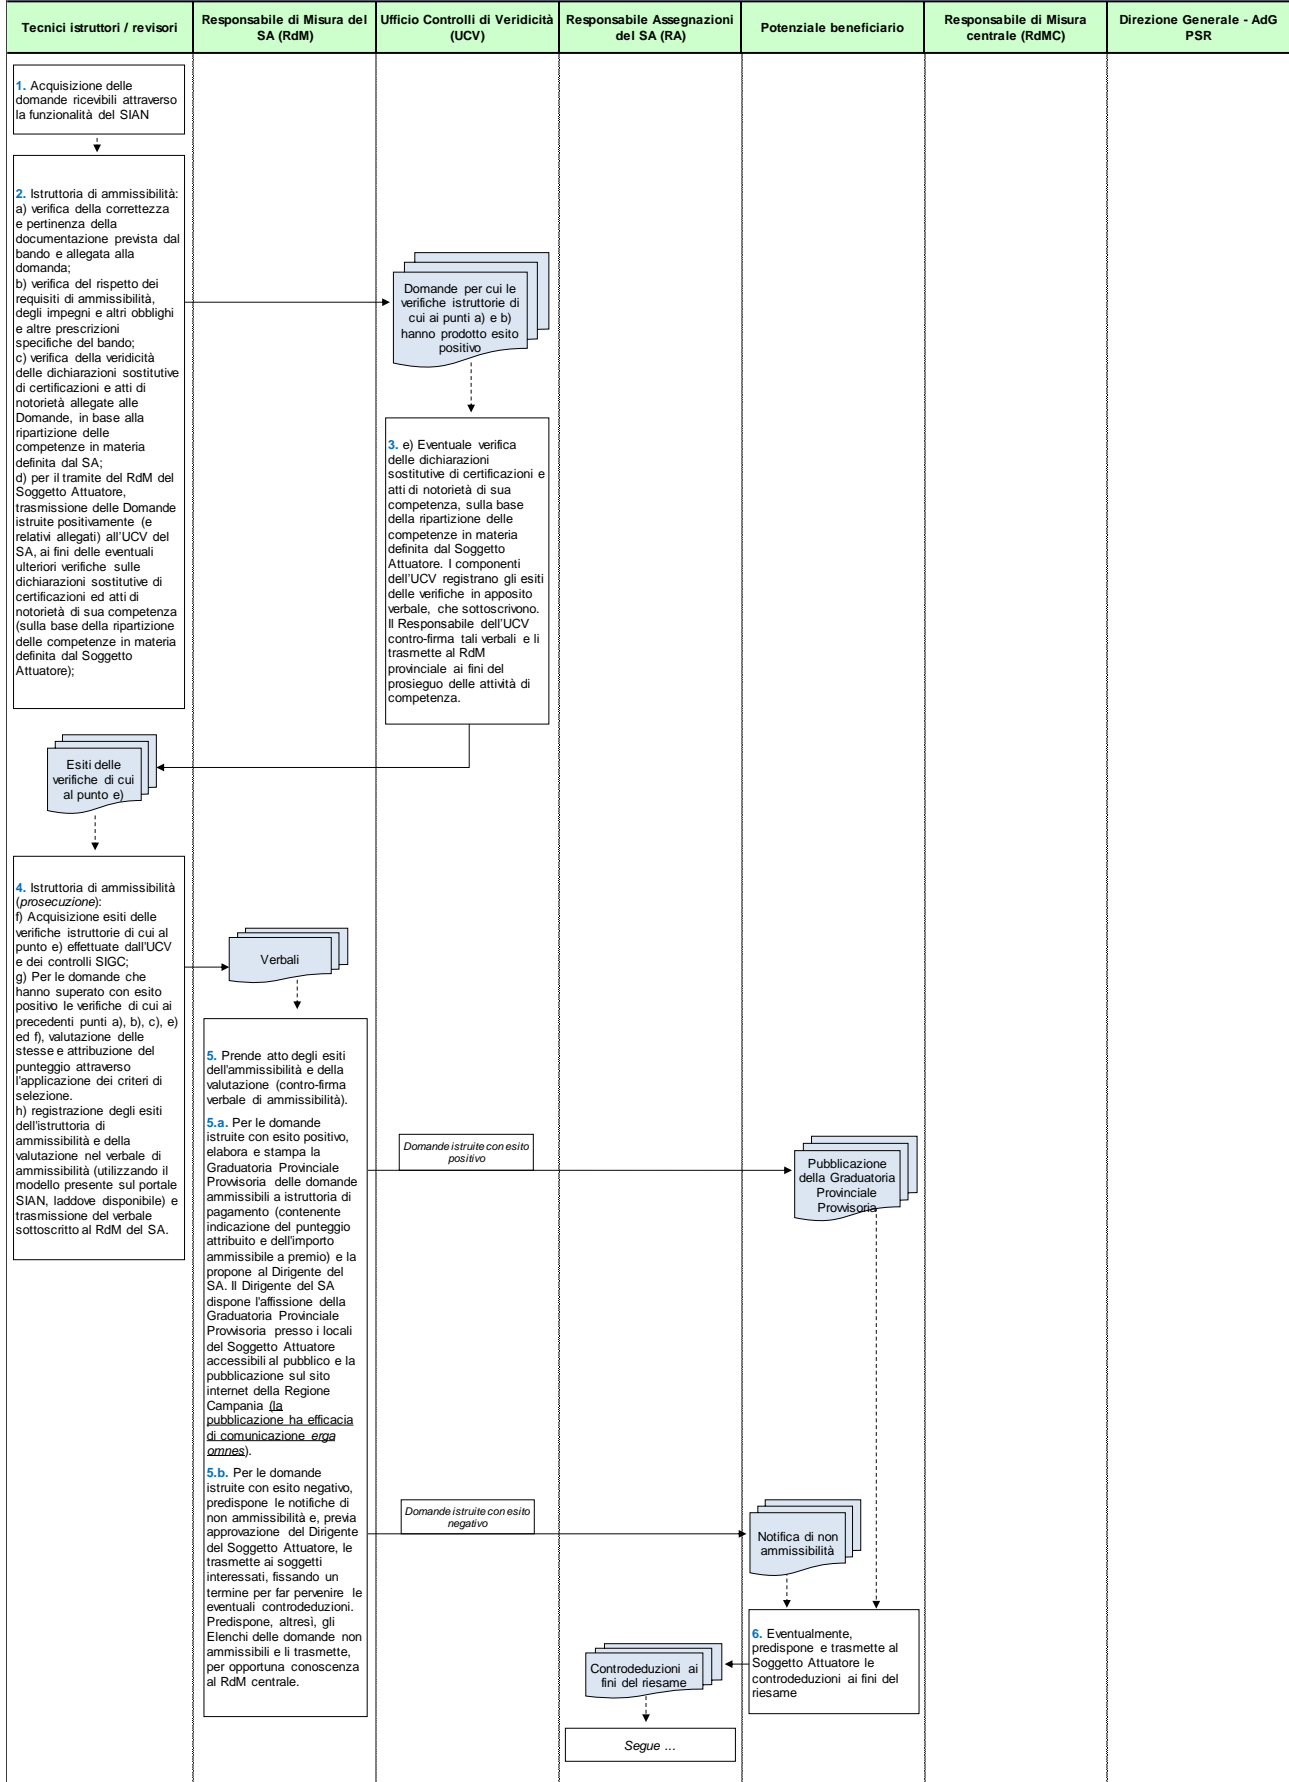 Tecnici istruttori / revisori
Responsabile di Misura del
SA (RdM)
Ufficio Controlli di Veridicità
(UCV)
Responsabile Assegnazioni
del SA (RA)
Potenziale beneficiario
Responsabile di Misura
centrale (RdMC)
Direzione Generale - AdG
PSR
1. Acquisizione delle
domande ricevibili attraverso
la funzionalità del SIAN
2. Istruttoria di ammissibilità:
a) verifica della correttezza
e pertinenza della
documentazione prevista dal
bando e allegata alla
domanda;
b) verifica del rispetto dei
requisiti di ammissibilità,
degli impegni e altri obblighi
e altre prescrizioni
specifiche del bando;
c) verifica della veridicità
delle dichiarazioni sostitutive
di certificazioni e atti di
notorietà allegate alle
Domande, in base alla
ripartizione delle
competenze in materia
definita dal SA;
d) per il tramite del RdM del
Soggetto Attuatore,
trasmissione delle Domande
istruite positivamente (e
relativi allegati) all'UCV del
SA, ai fini delle eventuali
ulteriori verifiche sulle
dichiarazioni sostitutive di
certificazioni ed atti di
notorietà di sua competenza
(sulla base della ripartizione
delle competenze in materia
definita dal Soggetto
Attuatore);
Domande per cui le
verifiche istruttorie di
cui ai punti a) e b)
hanno prodotto esito
positivo
3. e) Eventuale verifica
delle dichiarazioni
sostitutive di certificazioni e
atti di notorietà di sua
competenza, sulla base
della ripartizione delle
competenze in materia
definita dal Soggetto
Attuatore. I componenti
dell'UCV registrano gli esiti
delle verifiche in apposito
verbale, che sottoscrivono.
Il Responsabile dell'UCV
contro-firma tali verbali e li
trasmette al RdM
provinciale ai fini del
prosieguo delle attività di
competenza.
Esiti delle
verifiche di cui
al punto e)
4. Istruttoria di ammissibilità
(prosecuzione):
f) Acquisizione esiti delle
verifiche istruttorie di cui al
punto e) effettuate dall'UCV
e dei controlli SIGC;
g) Per le domande che
hanno superato con esito
positivo le verifiche di cui ai
precedenti punti a), b), c), e)
ed f), valutazione delle
stesse e attribuzione del
punteggio attraverso
l'applicazione dei criteri di
selezione.
h) registrazione degli esiti
dell'istruttoria di
ammissibilità e della
valutazione nel verbale di
ammissibilità (utilizzando il
modello presente sul portale
SIAN, laddove disponibile) e
trasmissione del verbale
sottoscritto al RdM del SA.
Verbali
5. Prende atto degli esiti
dell'ammissibilità e della
valutazione (contro-firma
verbale di ammissibilità).
5.a. Per le domande
istruite con esito positivo,
elabora e stampa la
Graduatoria Provinciale
Provvisoria delle domande
ammissibili a istruttoria di
pagamento (contenente
indicazione del punteggio
attribuito e dell'importo
ammissibile a premio) e la
propone al Dirigente del
SA. Il Dirigente del SA
dispone l'affissione della
Graduatoria Provinciale
Provvisoria presso i locali
del Soggetto Attuatore
accessibili al pubblico e la
pubblicazione sul sito
internet della Regione
Campania (la
pubblicazione ha efficacia
di comunicazione erga
omnes).
5.b. Per le domande
istruite con esito negativo,
predispone le notifiche di
non ammissibilità e, previa
approvazione del Dirigente
del Soggetto Attuatore, le
trasmette ai soggetti
interessati, fissando un
termine per far pervenire le
eventuali controdeduzioni.
Predispone, altresì, gli
Elenchi delle domande non
ammissibili e li trasmette,
per opportuna conoscenza
al RdM centrale.
Domande istruite con esito
positivo
Pubblicazione
della Graduatoria
Provinciale
Provvisoria
Domande istruite con esito
negativo
Notifica di non
ammissibilità
6. Eventualmente,
predispone e trasmette al
Soggetto Attuatore le
controdeduzioni ai fini del
riesame
Controdeduzioni ai
fini del riesame
Segue ...